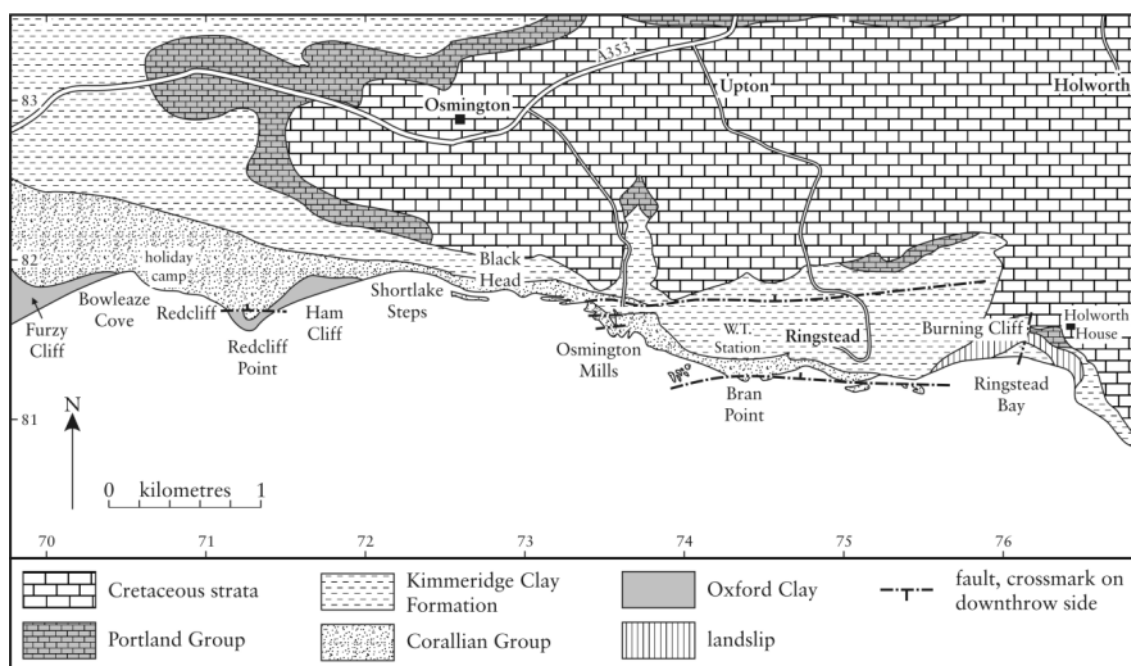 A353
Upton
Holworth
83
Osmington
82
holiday
camp
Black
Head
Bowleaze
Cove
Redcliff
Ham
Cliff
Shortlake
Steps
Furzy
Cliff
Redcliff
Point
Osmington
Mills
W.T.
Station
Ringstead
Burning Cliff
Holworth
House
Bran
Point
Ringstead
Bay
81
N
0 kilometres 1
70 71 72 73 74 75 76
Cretaceous strata
Kimmeridge Clay
Formation
Oxford Clay
fault, crossmark on
downthrow side
Portland Group
Corallian Group
landslip